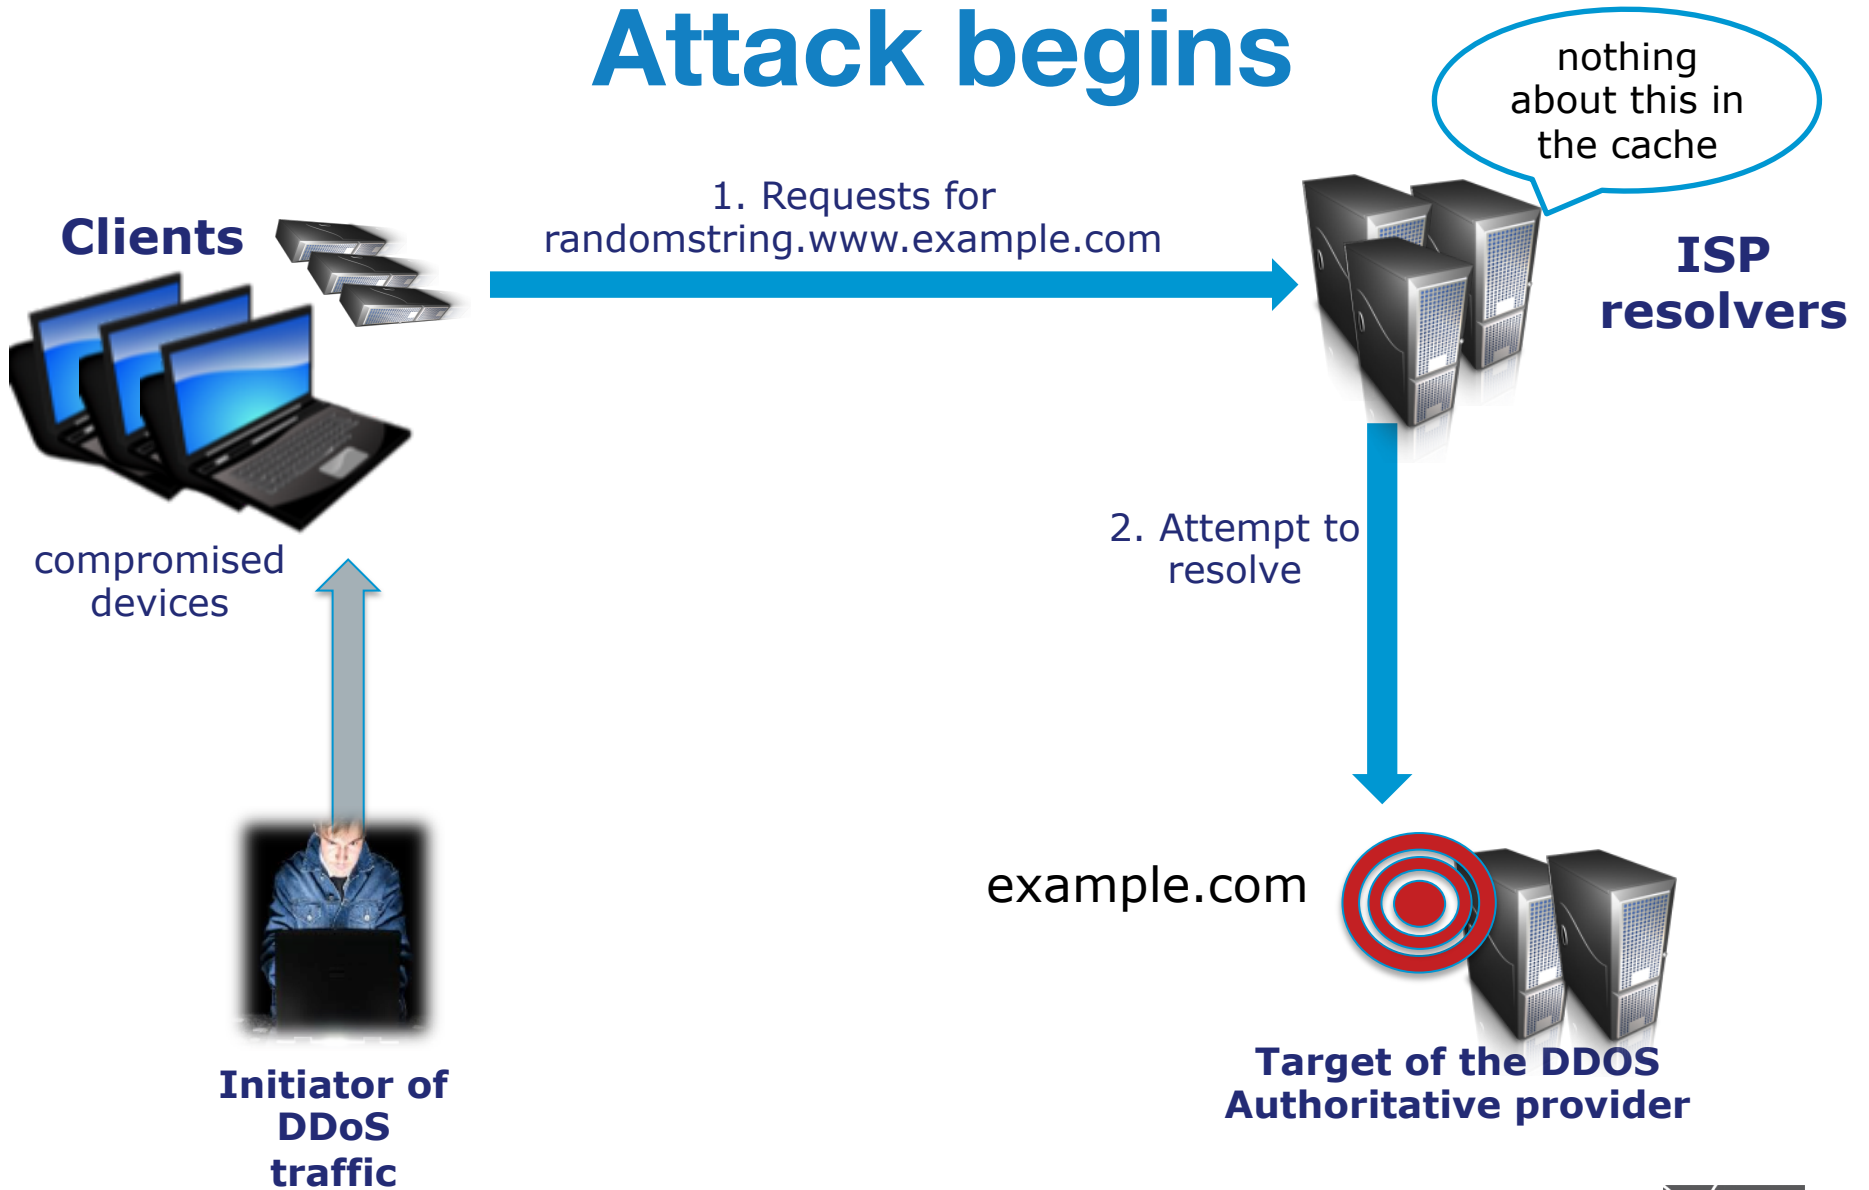 Attack begins
nothing
about this in
the cache
1. Requests for
randomstring.www.example.com
Clients
ISP
resolvers
compromised
devices
2. Attempt to
resolve
example.com
Target of the DDOS
Authoritative provider
Initiator of
DDoS
traffic